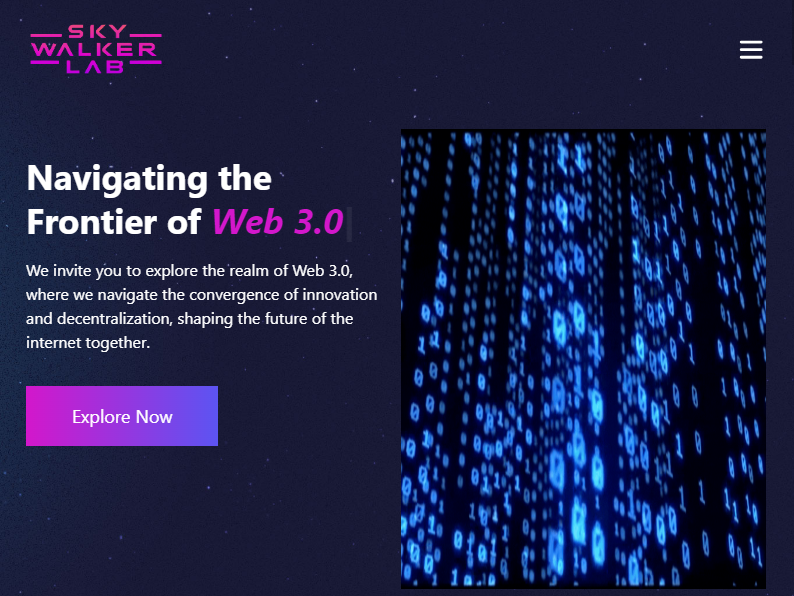 SKY
WALKER
LAB
Navigating the
Frontier of Web 3.0
We invite you to explore the realm of Web 3.0,
where we navigate the convergence of innovation
and decentralization, shaping the future of the
internet together.
Explore Now